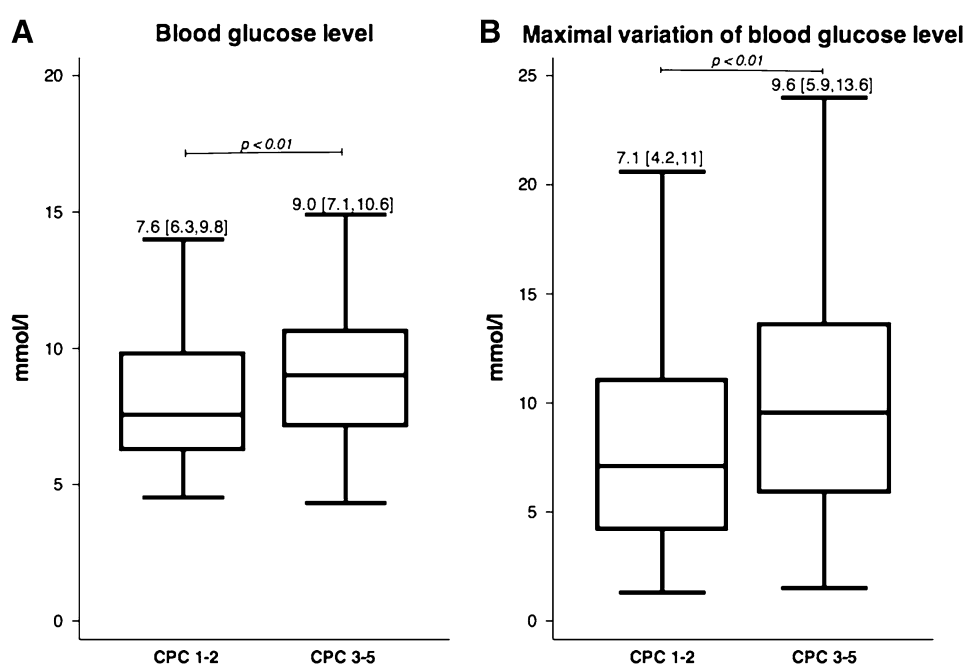 A
Blood glucose level
20
p < 0.01
15
7.6 [6.3,9.8]
9.0 [7.1,10.6]
10
5
0
mmol/l
CPC 1-2
CPC 3-5
B
Maximal variation of blood glucose level
25
p < 0.01
9.6 [5.9,13.6]
7.1 [4.2,11]
20
15
10
5
0
mmol/l
CPC 1-2
CPC 3-5